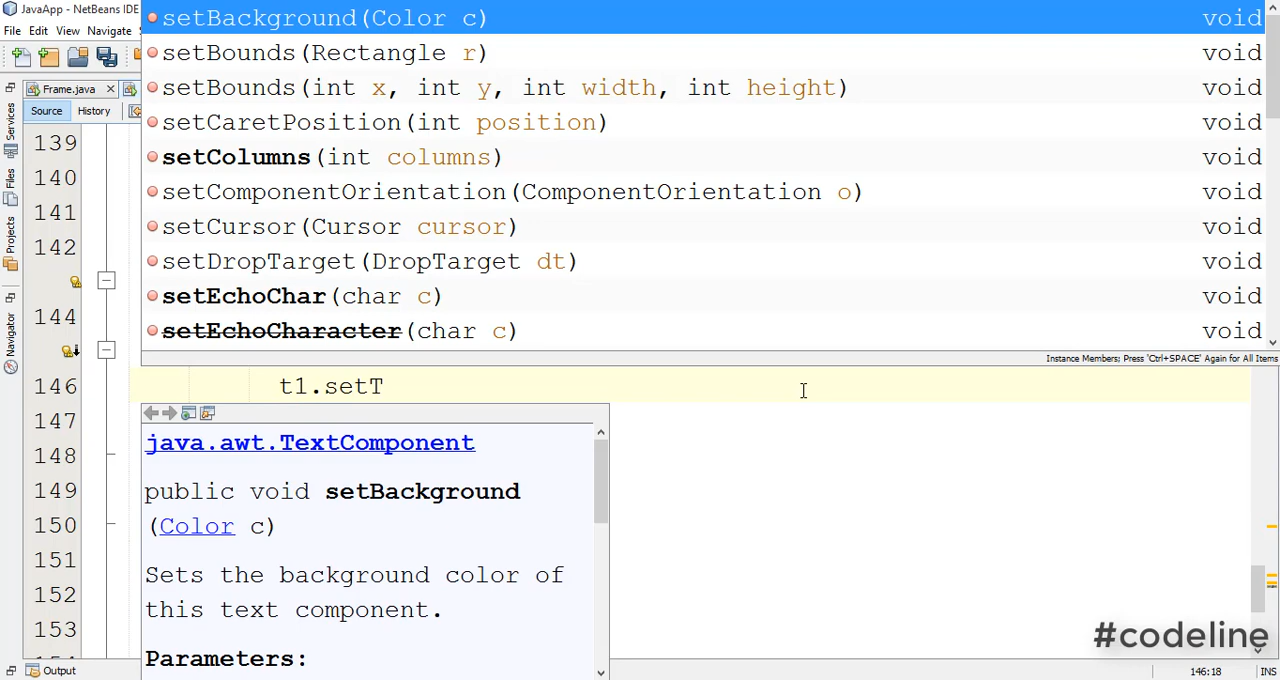 JavaApp - NetBeans IDE
File Edit View Navigate
Frame.java
Source History
Services
Files
Projects
Navigator
setBackground(Color c) void
setBounds(Rectangle r) void
setBounds(int x, int y, int width, int height) void
setCaretPosition(int position) void
setColumns(int columns) void
setComponentOrientation(ComponentOrientation o) void
setCursor(Cursor cursor) void
setDropTarget(DropTarget dt) void
setEchoChar(char c) void
setEchoCharacter(char c) void
Instance Members; Press 'Ctrl+SPACE' Again for All Items
139
140
141
142
144
146 t1.setT
147
148
149
150
151
152
153
java.awt.TextComponent
public void setBackground
(Color c)
Sets the background color of
this text component.
Parameters:
#codeline
Output
146:18 INS